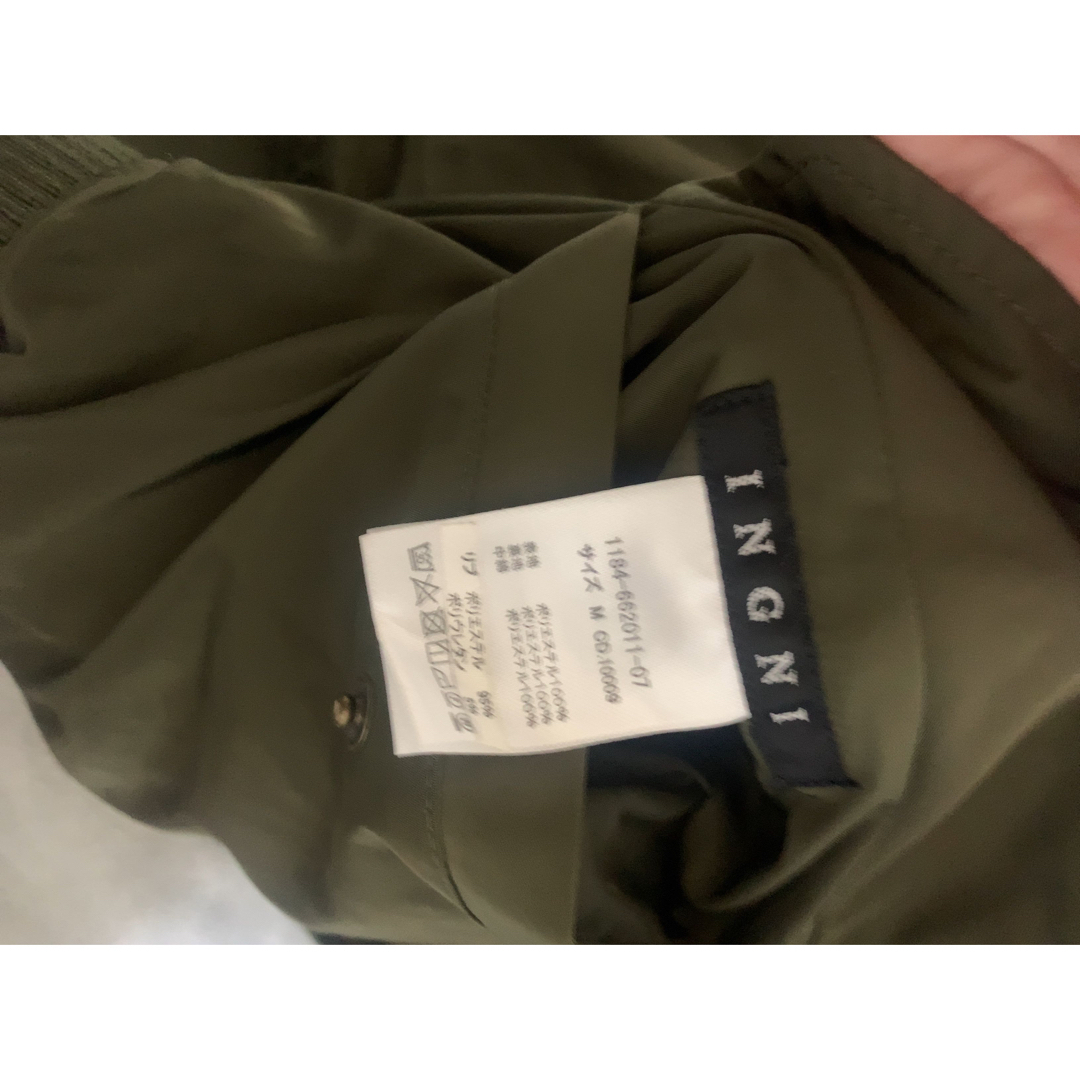 INGNI
1184-662011-07
サイズ M CD.10009
表地 ポリエステル100%
裏地 ポリエステル100%
中綿 ポリエステル100%
リブ ポリエステル 95%
ポリウレタン 5%